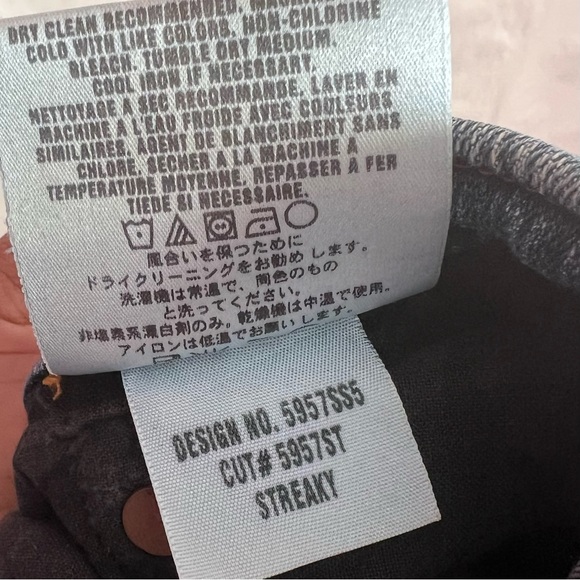 DRY CLEAN RECOMMENDED,
COLD WITH LIKE COLORS, NON-CHLORINE
BLEACH, TUMBLE DRY MEDIUM,
COOL IRON IF NECESSARY.
NETTOYAGE A SEC RECOMMANDE. LAVER EN
MACHINE A L'EAU FROIDE AVEC COULEURS
SIMILAIRES, AGENT DE BLANCHIMENT SANS
CHLORE, SECHER A LA MACHINE A
TEMPERATURE MOYENNE, REPASSER A FER
TIEDE SI NECESSAIRE.
風合いを保つために
ドライクリーニングをお勧めします。
洗濯機は常温で、同色のもの
と洗ってください。
非塩素系漂白剤のみ。乾燥機は中温で使用。
アイロンは低温でお願いします。
DESIGN NO. 5957SS5
CUT# 5957ST
STREAKY